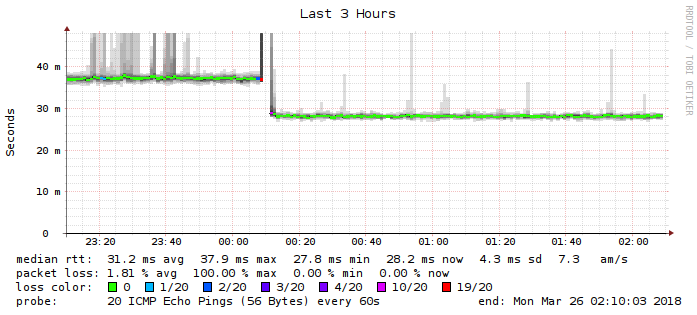 Last 3 Hours
RRDTOOL / TOBI OETIKER
Seconds
40 m
30 m
20 m
10 m
0
23:20 23:40 00:00 00:20 00:40 01:00 01:20 01:40 02:00
median rtt: 31.2 ms avg 37.9 ms max 27.8 ms min 28.2 ms now 4.3 ms sd 7.3 am/s
packet loss: 1.81 % avg 100.00 % max 0.00 % min 0.00 % now
loss color: 0 1/20 2/20 3/20 4/20 10/20 19/20
probe: 20 ICMP Echo Pings (56 Bytes) every 60s end: Mon Mar 26 02:10:03 2018